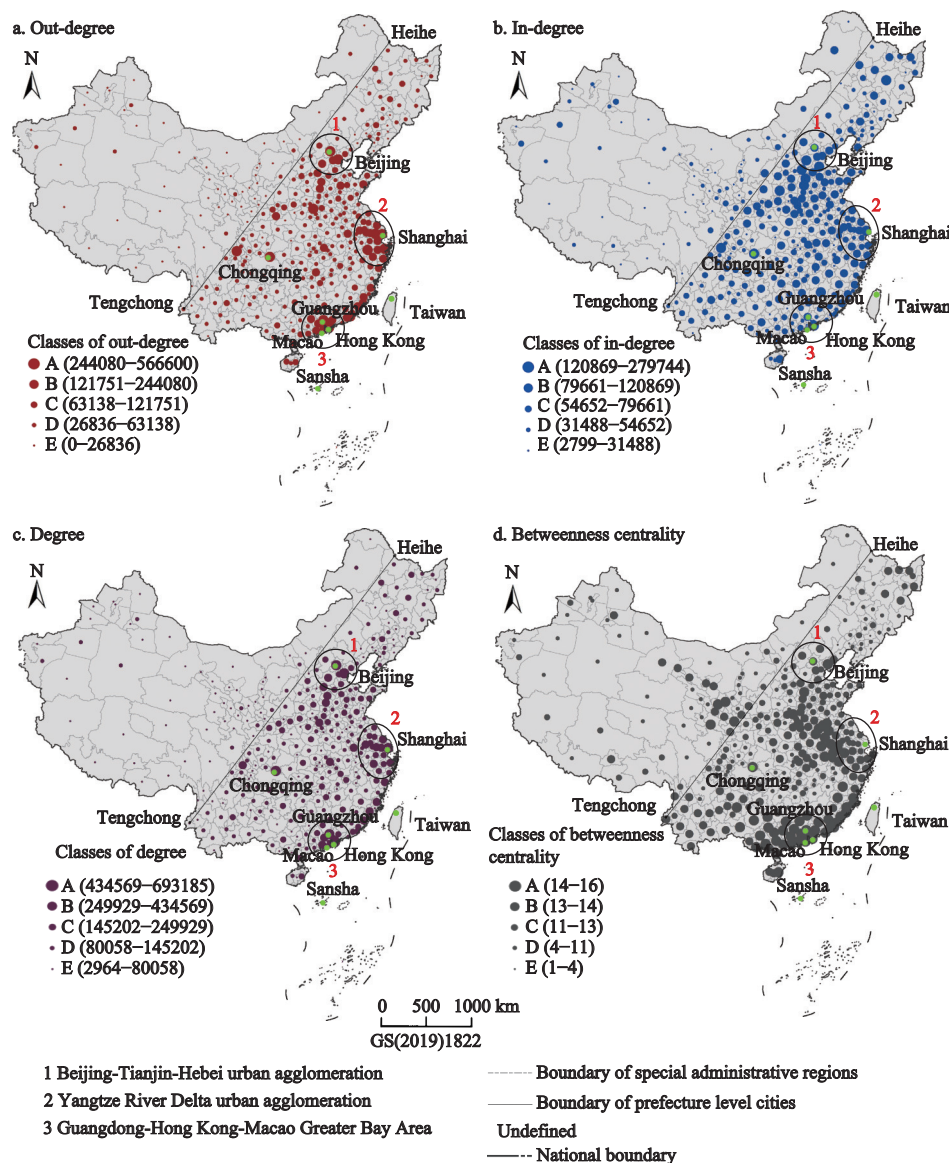 a. Out-degree
N
Heihe
1
Beijing
2
Shanghai
Chongqing
Tengchong
Guangzhou
Taiwan
Macao
Hong Kong
3
Sansha
Classes of out-degree
A (244080–566600)
B (121751–244080)
C (63138–121751)
D (26836–63138)
E (0–26836)
b. In-degree
N
Heihe
1
Beijing
2
Shanghai
Chongqing
Tengchong
Guangzhou
Taiwan
Macao
Hong Kong
3
Sansha
Classes of in-degree
A (120869–279744)
B (79661–120869)
C (54652–79661)
D (31488–54652)
E (2799–31488)
c. Degree
N
Heihe
1
Beijing
2
Shanghai
Chongqing
Tengchong
Guangzhou
Taiwan
Macao
Hong Kong
3
Sansha
Classes of degree
A (434569–693185)
B (249929–434569)
C (145202–249929)
D (80058–145202)
E (2964–80058)
d. Betweenness centrality
N
Heihe
1
Beijing
2
Shanghai
Chongqing
Tengchong
Guangzhou
Taiwan
Macao
Hong Kong
3
Sansha
Classes of betweenness
centrality
A (14–16)
B (13–14)
C (11–13)
D (4–11)
E (1–4)
0 500 1000 km
GS(2019)1822
1 Beijing-Tianjin-Hebei urban agglomeration
2 Yangtze River Delta urban agglomeration
3 Guangdong-Hong Kong-Macao Greater Bay Area
Boundary of special administrative regions
Boundary of prefecture level cities
Undefined
National boundary